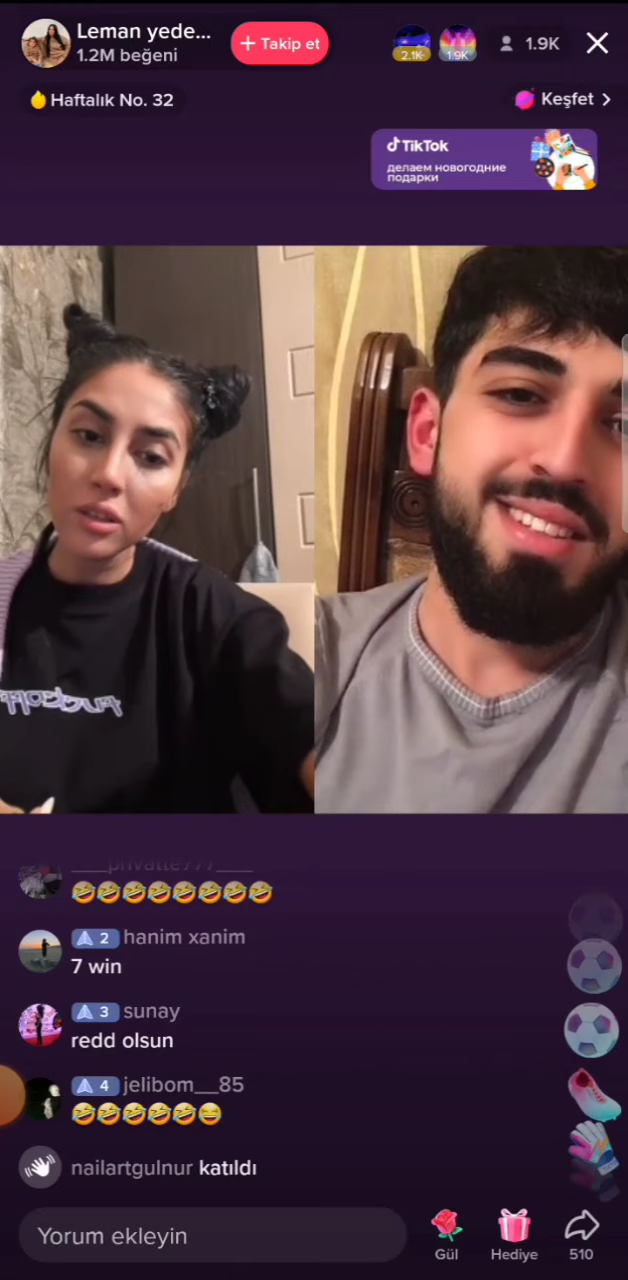 Leman yede...
1.2M beğeni
+ Takip et
2.1K
1.9K
1.9K
Haftalık No. 32
Keşfet >
TikTok
делаем новогодние
подарки
hanim xanim
2
7 win
3 sunay
redd olsun
4 jelibom__85
nailartgulnur katıldı
Yorum ekleyin
Gül
Hediye
510